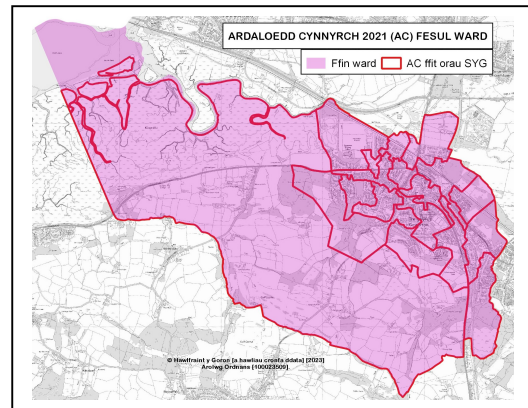 ARDALOEDD CYNNYRCH 2021 (AC) FESUL WARD
Ffin ward AC ffit orau SYG
© Hawlfraint y Goron [a hawliau cronfa ddata] [2023]
Arolwg Ordnans [100023509]